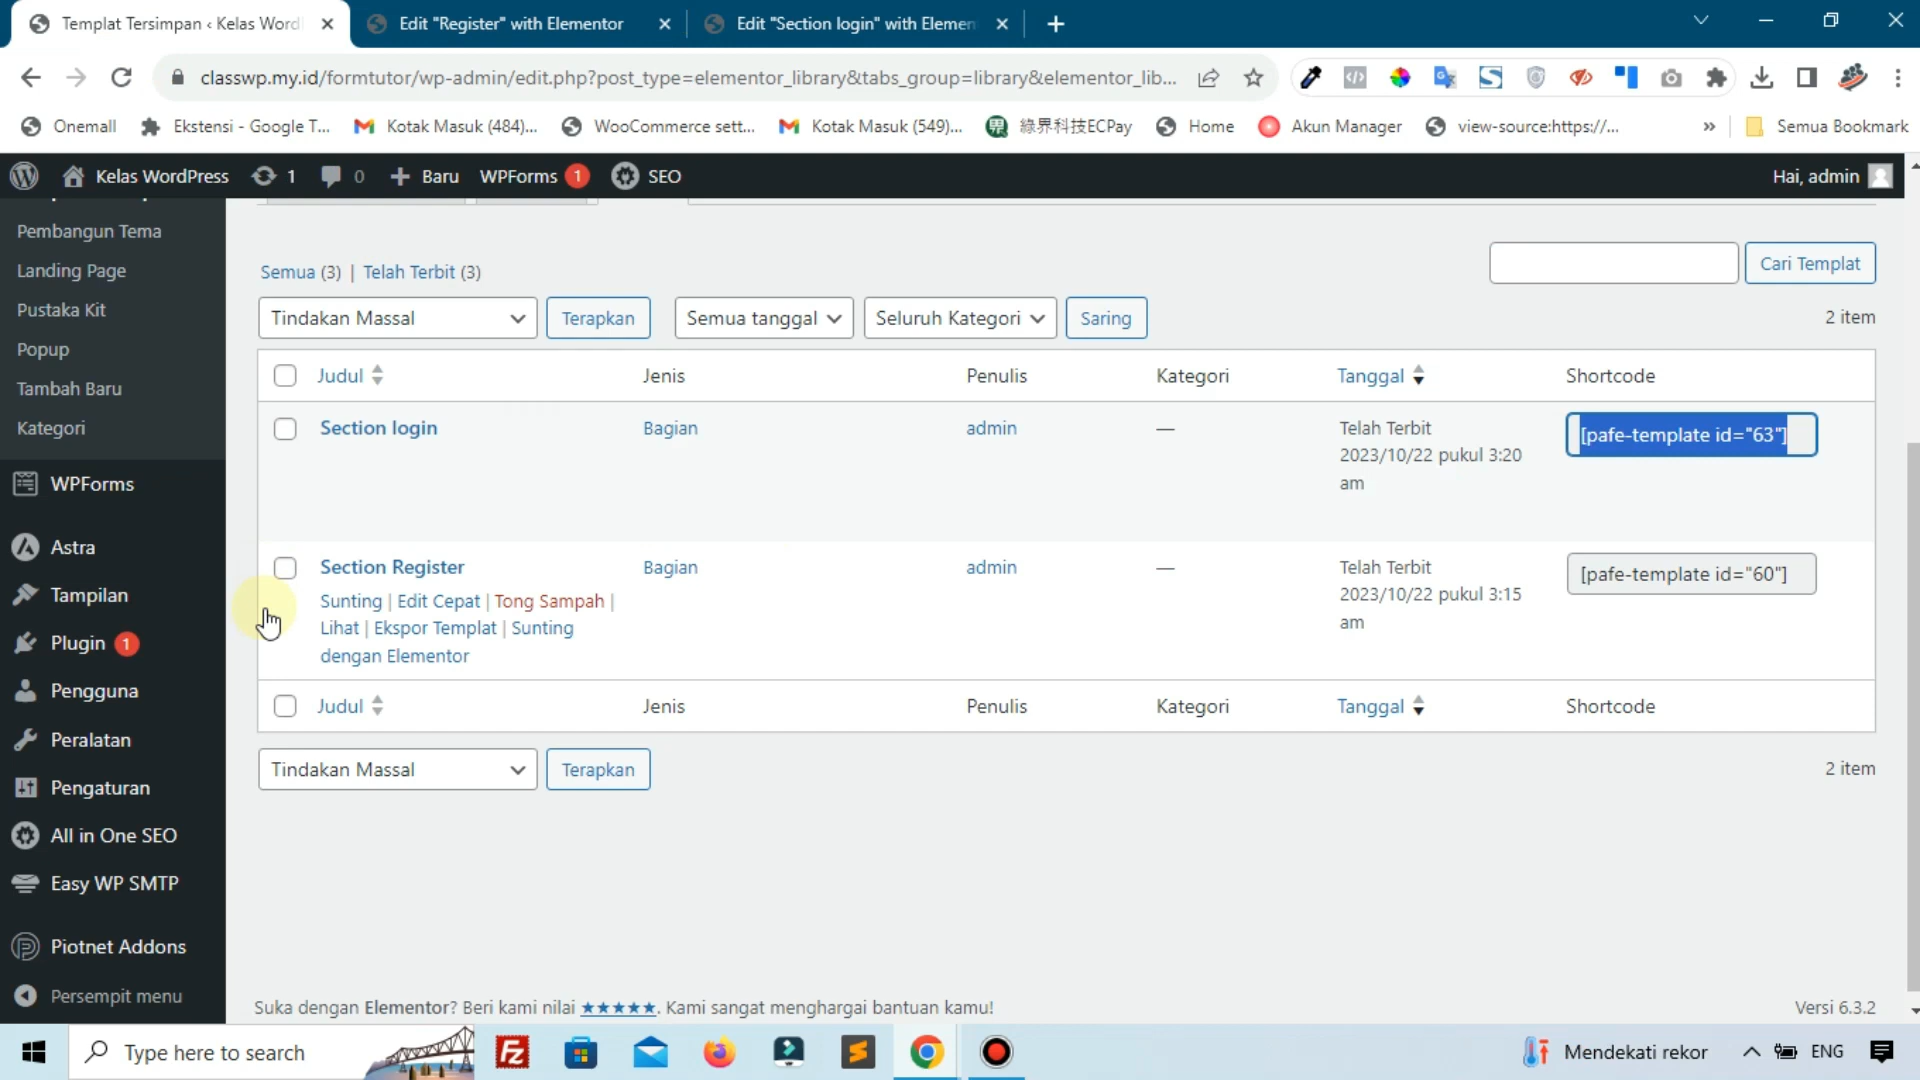 Templat Tersimpan ‹ Kelas Word
Edit "Register" with Elementor
Edit "Section login" with Elemen
classwp.my.id/formtutor/wp-admin/edit.php?post_type=elementor_library&tabs_group=library&elementor_lib...
Onemall
Ekstensi - Google T...
Kotak Masuk (484)...
WooCommerce sett...
Kotak Masuk (549)...
綠界科技ECPay
Home
Akun Manager
view-source:https://...
»
Semua Bookmark
Kelas WordPress
1
0
Baru
WPForms 1
SEO
Hai, admin
Pembangun Tema
Landing Page
Pustaka Kit
Popup
Tambah Baru
Kategori
WPForms
Astra
Tampilan
Plugin 1
Pengguna
Peralatan
Pengaturan
All in One SEO
Easy WP SMTP
Piotnet Addons
Persempit menu
Semua (3) | Telah Terbit (3)
Cari Templat
Tindakan Massal
Terapkan
Semua tanggal
Seluruh Kategori
Saring
2 item
Judul
Jenis
Penulis
Kategori
Tanggal
Shortcode
Section login
Bagian
admin
—
Telah Terbit
2023/10/22 pukul 3:20
am
[pafe-template id="63"]
Section Register
Sunting | Edit Cepat | Tong Sampah |
Lihat | Ekspor Templat | Sunting
dengan Elementor
Bagian
admin
—
Telah Terbit
2023/10/22 pukul 3:15
am
[pafe-template id="60"]
Judul
Jenis
Penulis
Kategori
Tanggal
Shortcode
Tindakan Massal
Terapkan
2 item
Suka dengan Elementor? Beri kami nilai ★★★★★. Kami sangat menghargai bantuan kamu!
Versi 6.3.2
Type here to search
Mendekati rekor
ENG